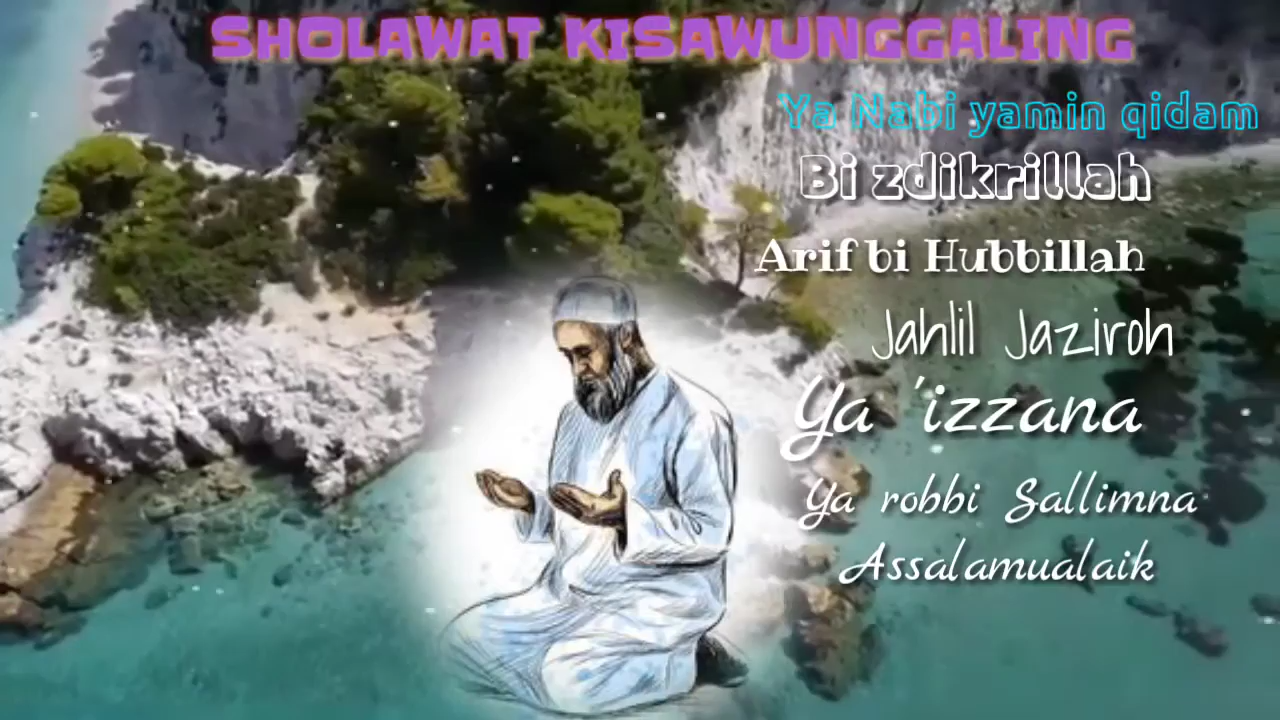 SHOLAWAT KISAWUNGGALING
Ya Nabi yamin qidam
Bi zdikrillah
Arif bi Hubbillah
Jahlil Jaziroh
Ya 'izzana
Ya robbi Sallimna
Assalamualaik